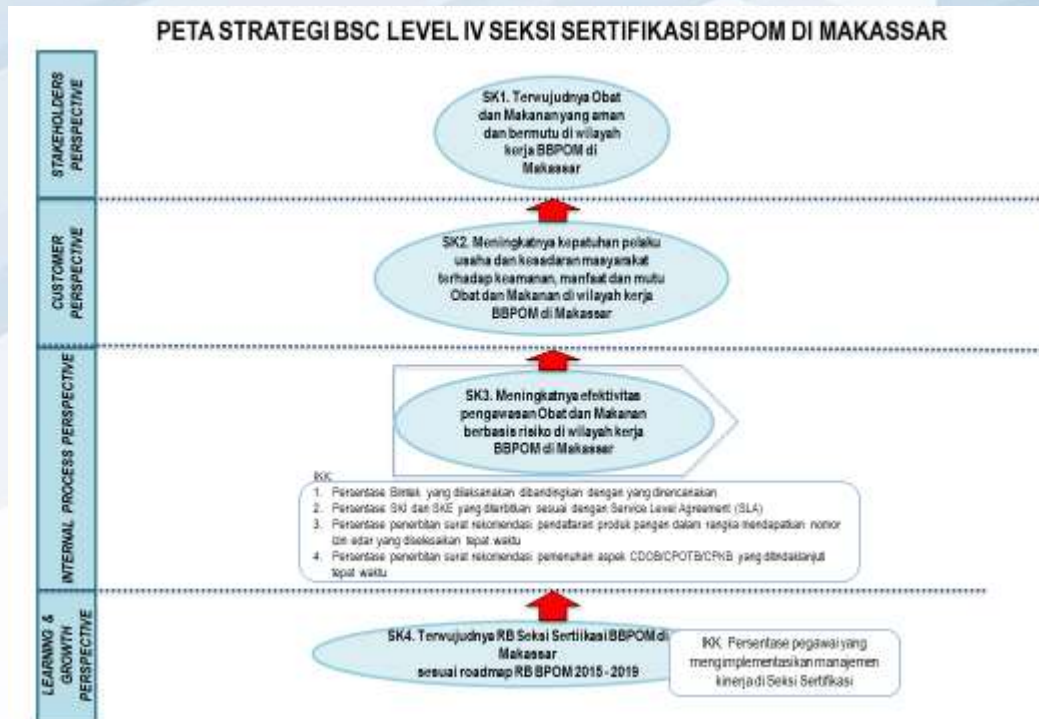 PETA STRATEGI BSC LEVEL IV SEKSI SERTIFIKASI BBPOM DI MAKASSAR
STAKEHOLDERS
PERSPECTIVE
SK1. Terwujudnya Obat
dan Makanan yang aman
dan bermutu di wilayah
kerja BBPOM di
Makassar
CUSTOMER
PERSPECTIVE
SK2. Meningkatnya kepatuhan pelaku
usaha dan kesadaran masyarakat
terhadap keamanan, manfaat dan mutu
Obat dan Makanan di wilayah kerja
BBPOM di Makassar
INTERNAL PROCESS PERSPECTIVE
SK3. Meningkatnya efektivitas
pengawasan Obat dan Makanan
berbasis risiko di wilayah kerja
BBPOM di Makassar
IKK:
1. Persentase Bimtek yang dilaksanakan dibandingkan dengan yang direncanakan
2. Persentase SKI dan SKE yang diterbitkan sesuai dengan Service Level Agreement (SLA)
3. Persentase penerbitan surat rekomendasi pendaftaran produk pangan dalam rangka mendapatkan nomor
izin edar yang diselesaikan tepat waktu
4. Persentase penerbitan surat rekomendasi pemenuhan aspek CDOB/CPOTB/CPKB yang ditindaklanjuti
tepat waktu
LEARNING &
GROWTH
PERSPECTIVE
SK4. Terwujudnya RB Seksi Sertifikasi BBPOM di
Makassar
sesuai roadmap RB BPOM 2015 - 2019
IKK. Persentase pegawai yang
mengimplementasikan manajemen
kinerja di Seksi Sertifikasi